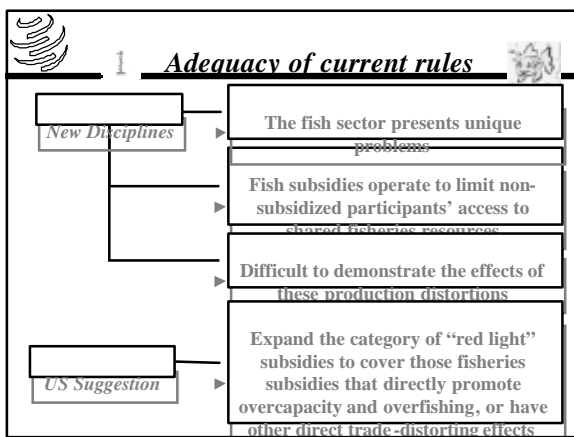 1 Adequacy of current rules
New Disciplines
The fish sector presents unique
problems
Fish subsidies operate to limit non-
subsidized participants’ access to
shared fisheries resources
Difficult to demonstrate the effects of
these production distortions
US Suggestion
Expand the category of “red light”
subsidies to cover those fisheries
subsidies that directly promote
overcapacity and overfishing, or have
other direct trade-distorting effects